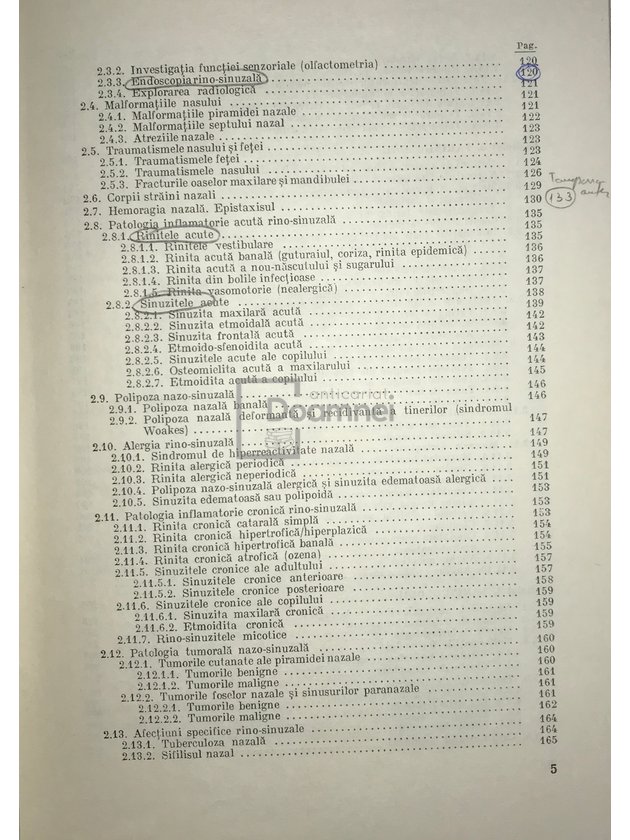 Pag.
2.3.2. Investigația funcției senzoriale (olfactometria) 120
2.3.3. Endoscopia rino-sinuzală 120
2.3.4. Explorarea radiologică 121
2.4. Malformațiile nasului 121
2.4.1. Malformațiile piramidei nazale 121
2.4.2. Malformațiile septului nazal 122
2.4.3. Atreziile nazale 123
2.5. Traumatismele nasului și feței 123
2.5.1. Traumatismele feței 123
2.5.2. Traumatismele nasului 124
2.5.3. Fracturile oaselor maxilare și mandibulei 126
2.6. Corpii străini nazali 129
2.7. Hemoragia nazală. Epistaxisul 130 133
2.8. Patologia inflamatorie acută rino-sinuzală 135
2.8.1. Rinitele acute 135
2.8.1.1. Rinitele vestibulare 135
2.8.1.2. Rinita acută banală (guturaiul, coriza, rinita epidemică) 136
2.8.1.3. Rinita acută a nou-născutului și sugarului 136
2.8.1.4. Rinita din bolile infecțioase 137
2.8.1.5. Rinita vasomotorie (nealergică) 137
2.8.2. Sinuzitele acute 138
2.8.2.1. Sinuzita maxilară acută 139
2.8.2.2. Sinuzita etmoidală acută 142
2.8.2.3. Sinuzita frontală acută 142
2.8.2.4. Etmoido-sfenoidita acută 143
2.8.2.5. Sinuzitele acute ale copilului 144
2.8.2.6. Osteomielita acută a maxilarului 144
2.8.2.7. Etmoidita acută a copilului 145
2.9. Polipoza nazo-sinuzală 146
2.9.1. Polipoza nazală banală 146
2.9.2. Polipoza nazală deformantă și recidivantă a tinerilor (sindromul
Woakes) 147
2.10. Alergia rino-sinuzală 147
2.10.1. Sindromul de hiperreactivitate nazală 149
2.10.2. Rinita alergică periodică 149
2.10.3. Rinita alergică neperiodică 151
2.10.4. Polipoza nazo-sinuzală alergică și sinuzita edematoasă alergică 151
2.10.5. Sinuzita edematoasă sau polipoidă 153
2.11. Patologia inflamatorie cronică rino-sinuzală 153
2.11.1. Rinita cronică catarală simplă 153
2.11.2. Rinita cronică hipertrofică/hiperplazică 154
2.11.3. Rinita cronică hipertrofică banală 154
2.11.4. Rinita cronică atrofică (ozena) 155
2.11.5. Sinuzitele cronice ale adultului 157
2.11.5.1. Sinuzitele cronice anterioare 157
2.11.5.2. Sinuzitele cronice posterioare 158
2.11.6. Sinuzitele cronice ale copilului 159
2.11.6.1. Sinuzita maxilară cronică 159
2.11.6.2. Etmoidita cronică 159
2.11.7. Rino-sinuzitele micotice 159
2.12. Patologia tumorală nazo-sinuzală 160
2.12.1. Tumorile cutanate ale piramidei nazale 160
2.12.1.1. Tumorile benigne 160
2.12.1.2. Tumorile maligne 161
2.12.2. Tumorile foselor nazale și sinusurilor paranazale 161
2.12.2.1. Tumorile benigne 161
2.12.2.2. Tumorile maligne 162
2.13. Afecțiuni specifice rino-sinuzale 164
2.13.1. Tuberculoza nazală 164
2.13.2. Sifilisul nazal 165
5
anticariat
Doamnei